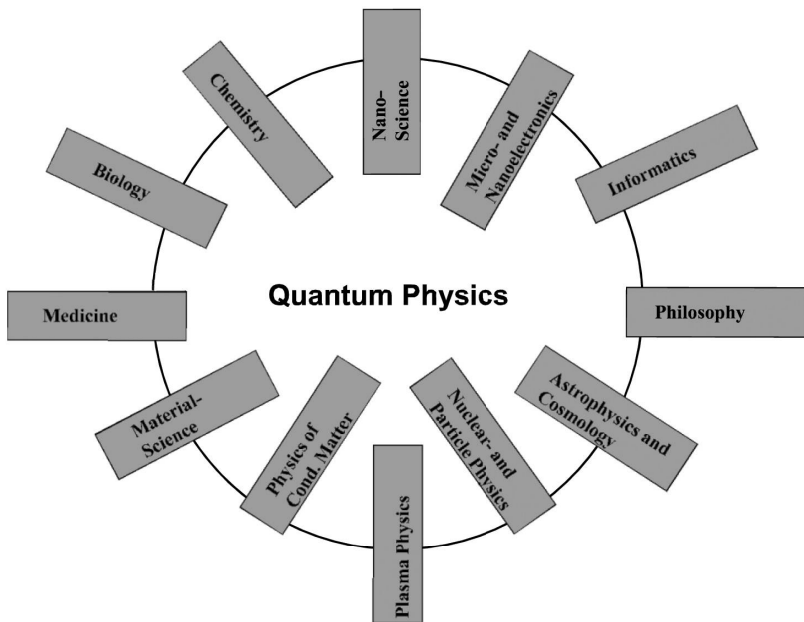 Nano-
Science
Micro- and
Nanoelectronics
Informatics
Philosophy
Astrophysics and
Cosmology
Nuclear- and
Particle Physics
Plasma Physics
Physics of
Cond. Matter
Material-
Science
Medicine
Biology
Chemistry
Quantum Physics